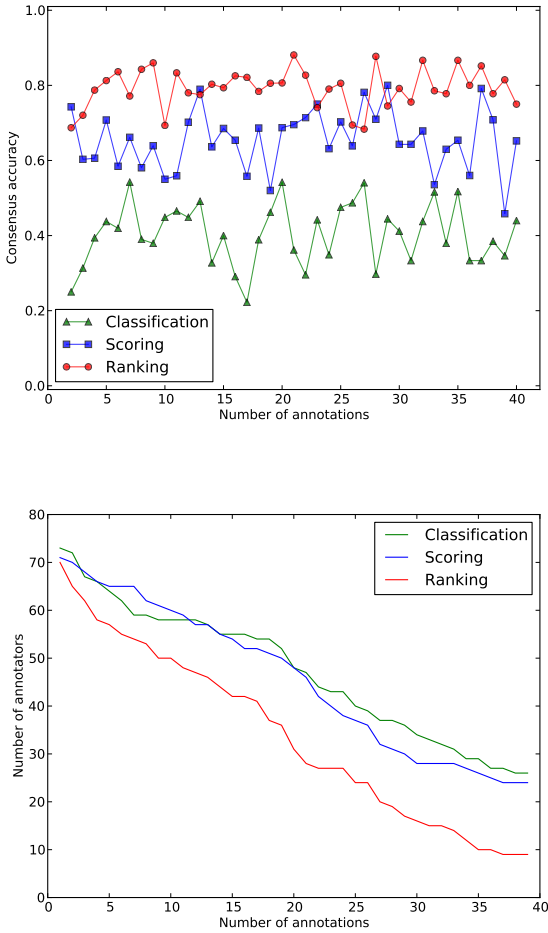 1.0
0.8
0.6
0.4
0.2
0.0
Consensus accuracy
Classification
Scoring
Ranking
0 5 10 15 20 25 30 35 40
Number of annotations
80
70
60
50
40
30
20
10
0
Number of annotators
Classification
Scoring
Ranking
0 5 10 15 20 25 30 35 40
Number of annotations